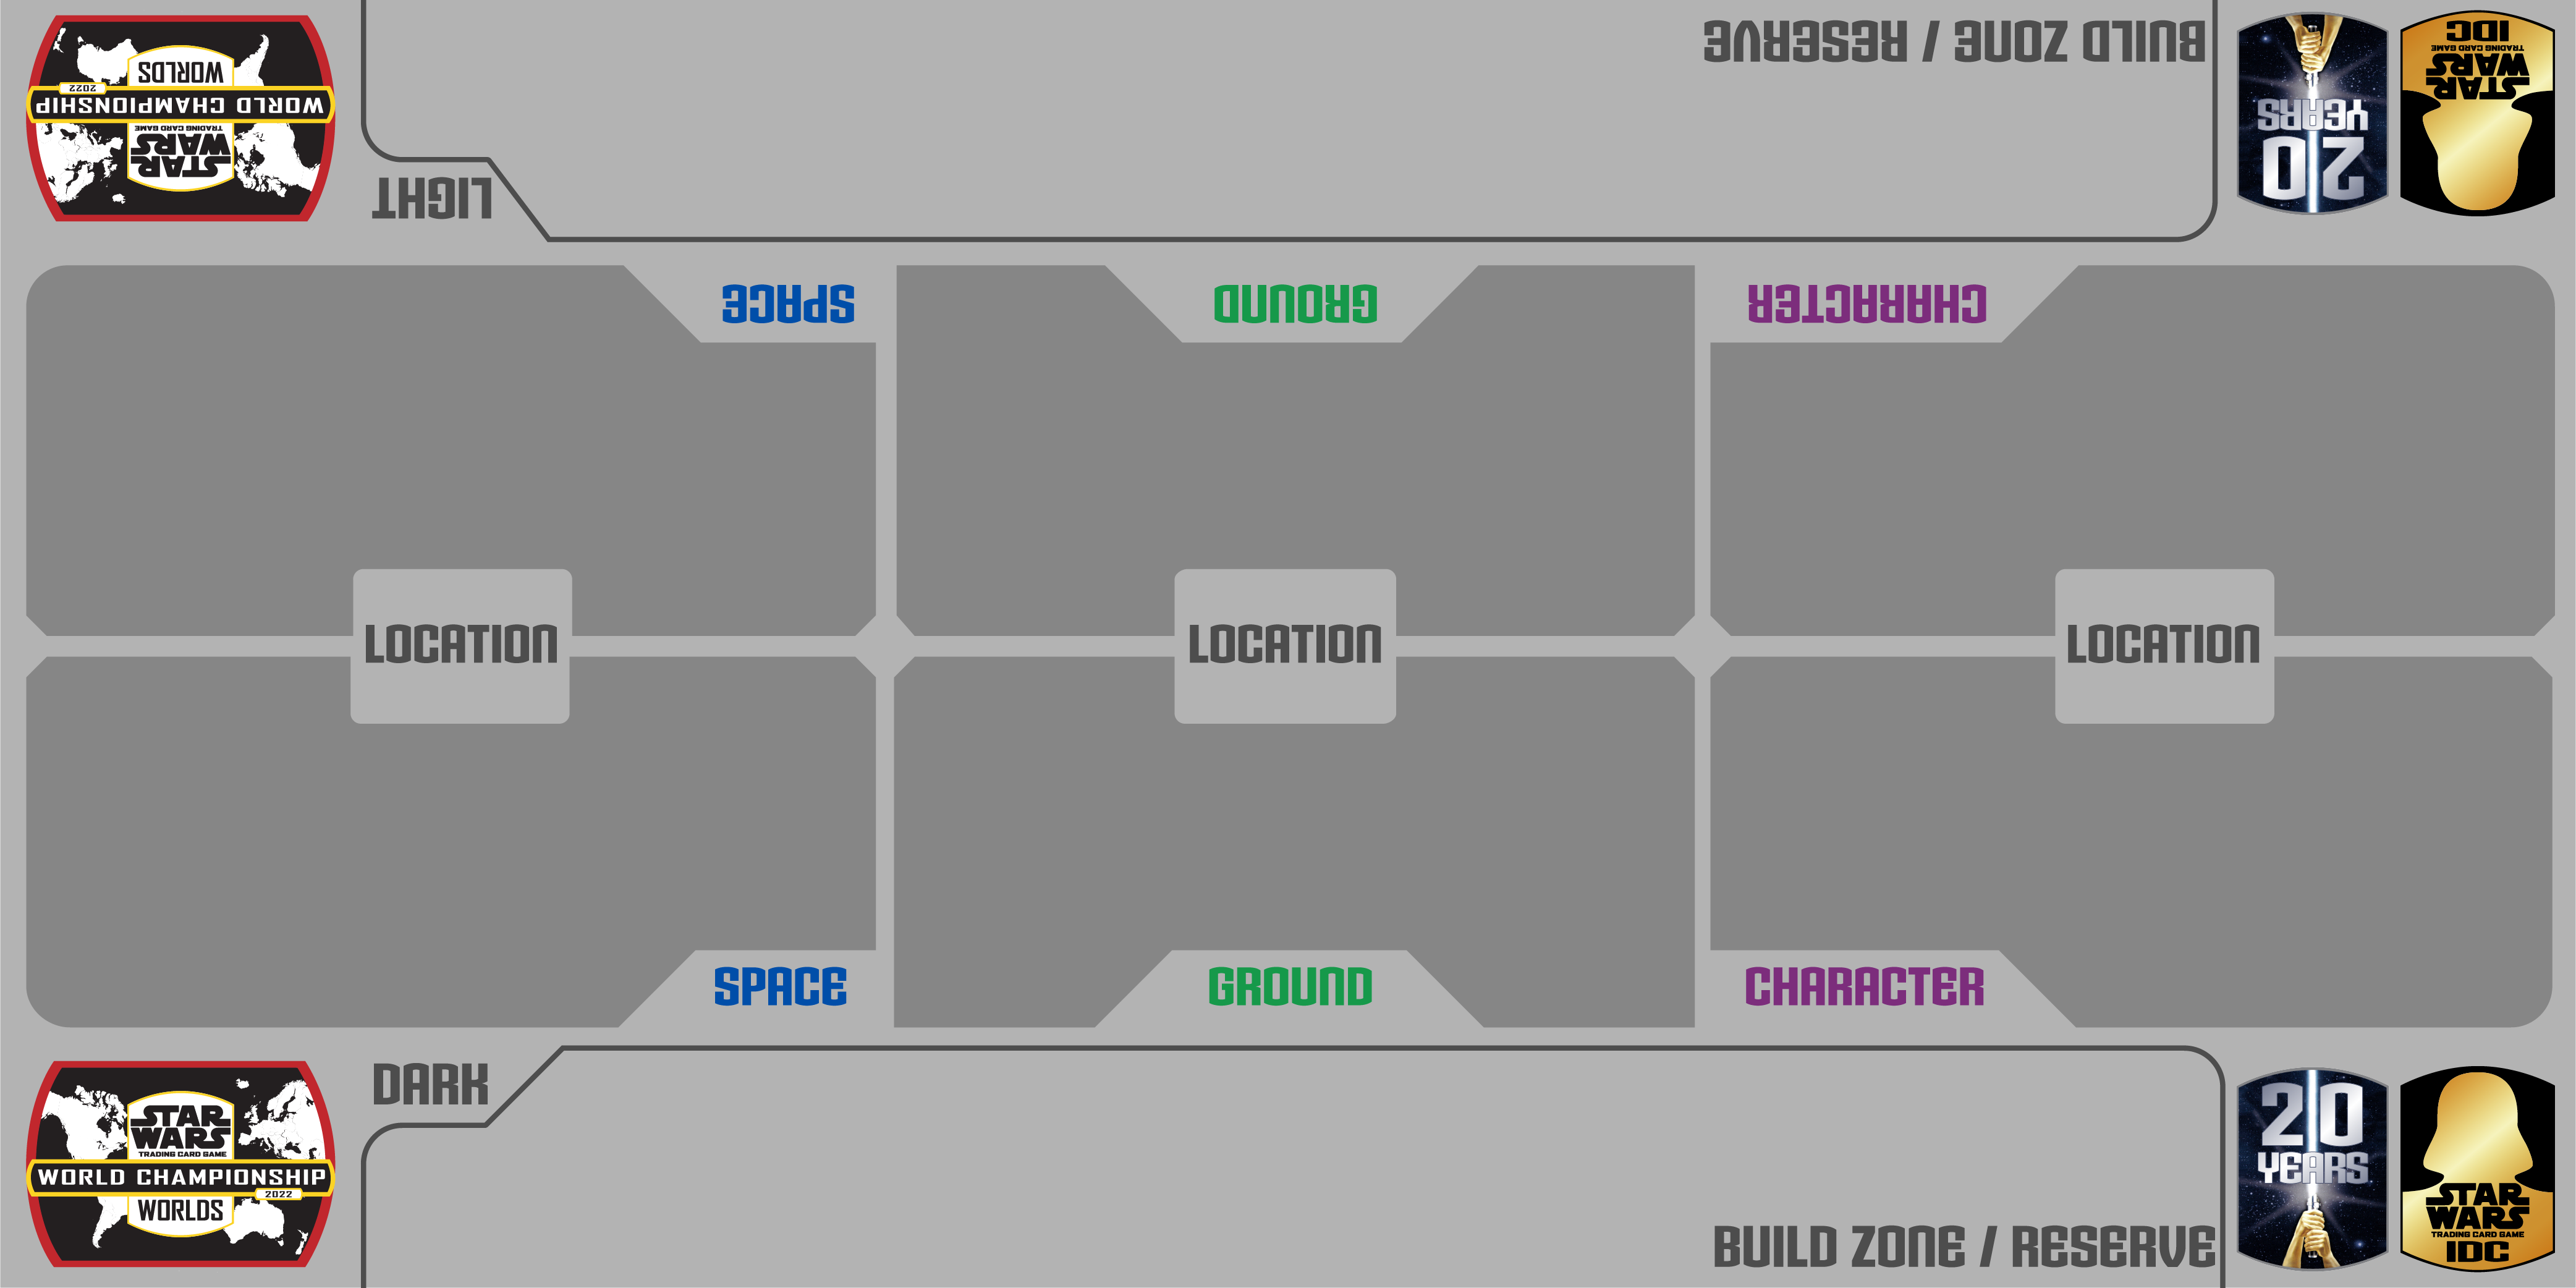 BUILD ZONE / RESERVE
20
YEARS
STAR
WARS
TRADING CARD GAME
IDC
STAR
WARS
TRADING CARD GAME
WORLD CHAMPIONSHIP
2022
WORLDS
LIGHT
SPACE
GROUND
CHARACTER
LOCATION
LOCATION
LOCATION
SPACE
GROUND
CHARACTER
DARK
STAR
WARS
TRADING CARD GAME
WORLD CHAMPIONSHIP
2022
WORLDS
20
YEARS
STAR
WARS
TRADING CARD GAME
IDC
BUILD ZONE / RESERVE